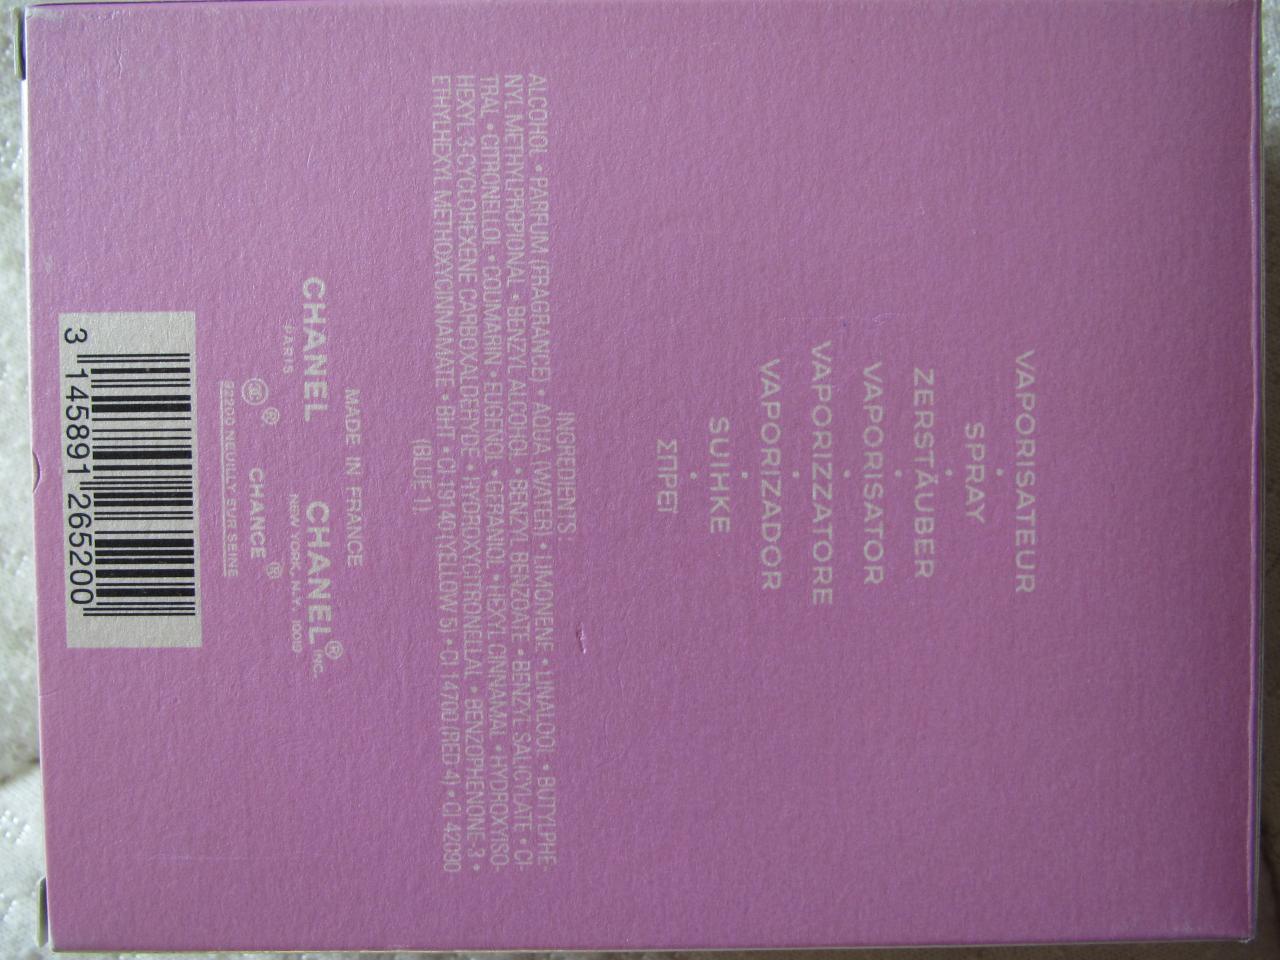 VAPORISATEUR
•
SPRAY
•
ZERSTÄUBER
•
VAPORISATOR
•
VAPORIZZATORE
•
VAPORIZADOR
•
SUIHKE
ΣΠΡΕΪ
INGREDIENTS:
ALCOHOL • PARFUM (FRAGRANCE) • AQUA (WATER) • LIMONENE • LINALOOL • BUTYLPHE-
NYL METHYLPROPIONAL • BENZYL ALCOHOL • BENZYL BENZOATE • BENZYL SALICYLATE • CI-
TRAL • CITRONELLOL • COUMARIN • EUGENOL • GERANIOL • HEXYL CINNAMAL • HYDROXYISO-
HEXYL 3-CYCLOHEXENE CARBOXALDEPYDE • HYDROXYCITRONELLAL • BENZOPHENONE-3 •
ETHYLHEXYL METHOXYCINNAMATE • BHT • CI 19140 (YELLOW 5) • CI 14700 (RED 4) • CI 42090
(BLUE 1).
MADE IN FRANCE
CHANEL CHANEL® INC.
PARIS NEW YORK, N.Y. 10019
® CHANCE®
92200 NEUILLY SUR SEINE
3 145891 265200